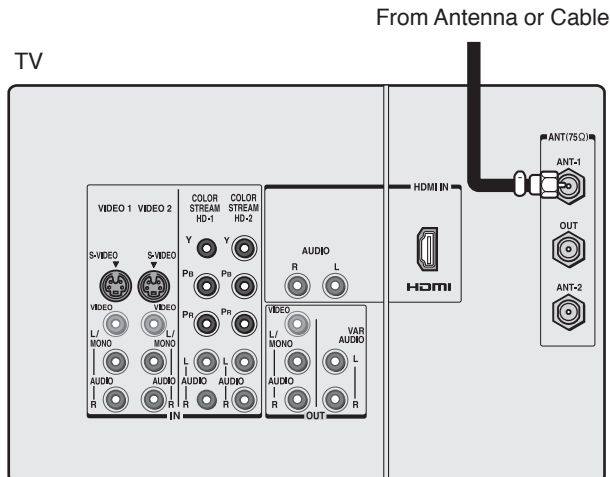 From Antenna or Cable
TV
ANT(75Ω)
ANT-1
OUT
ANT-2
HDMI IN
HDMI
AUDIO
R L
VIDEO 1 VIDEO 2
COLOR STREAM HD-1
COLOR STREAM HD-2
S-VIDEO S-VIDEO
Y Y
PB PB
PR PR
VIDEO VIDEO
L/ MONO L/ MONO
L L
AUDIO AUDIO AUDIO AUDIO
R R R R
IN
VIDEO
L/ MONO
AUDIO
R
VAR AUDIO
L
R
OUT